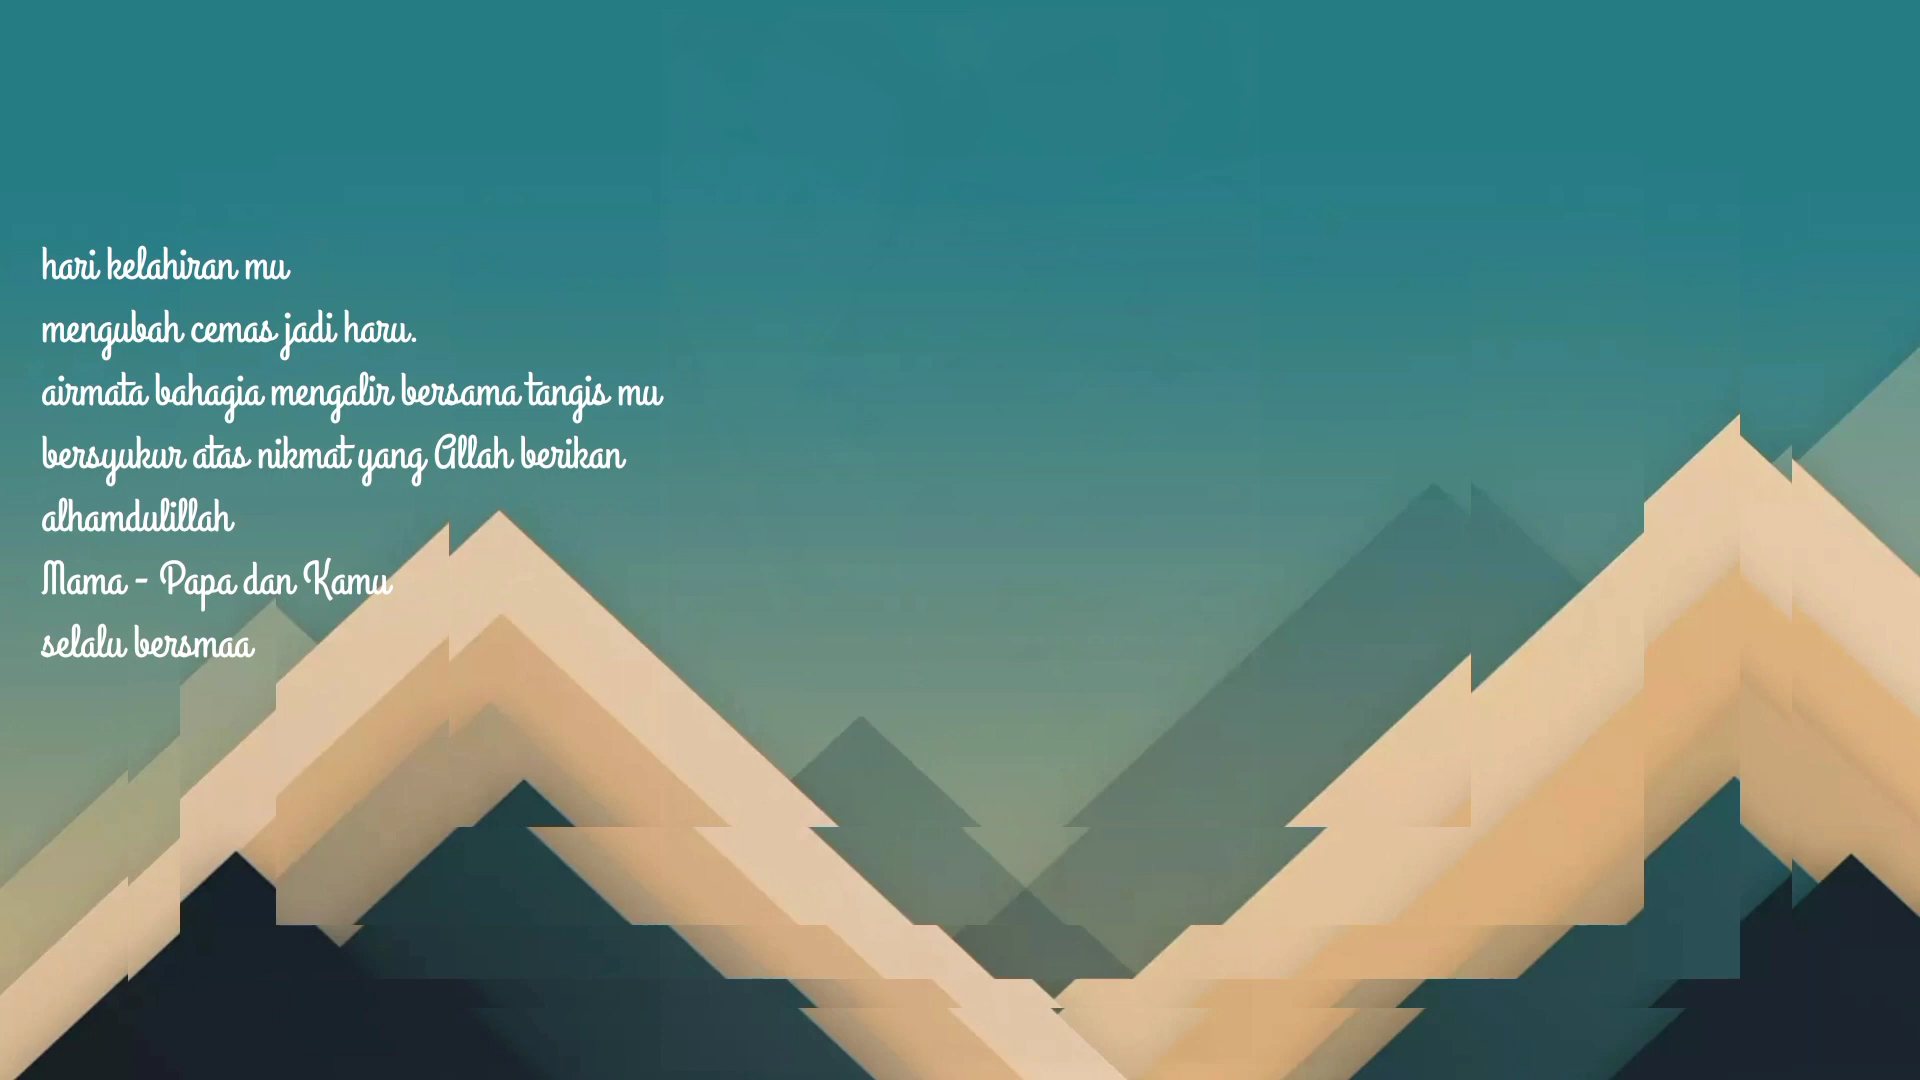 hari kelahiran mu
mengubah cemas jadi haru.
airmata bahagia mengalir bersama tangis mu
bersyukur atas nikmat yang Allah berikan
alhamdulillah
Mama - Papa dan Kamu
selalu bersmaa